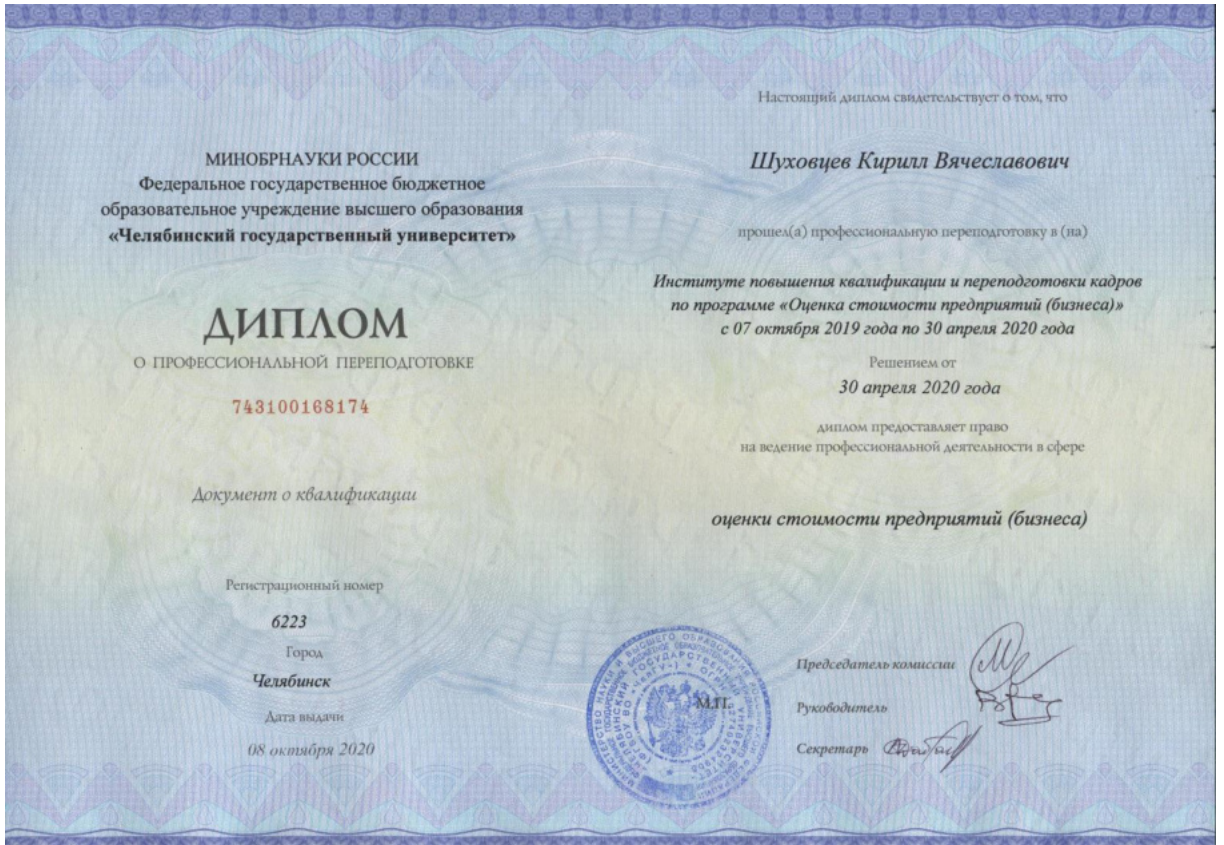 МИНОБРНАУКИ РОССИИ
Федеральное государственное бюджетное
образовательное учреждение высшего образования
«Челябинский государственный университет»
ДИПЛОМ
О ПРОФЕССИОНАЛЬНОЙ ПЕРЕПОДГОТОВКЕ
743100168174
Документ о квалификации
Регистрационный номер
6223
Город
Челябинск
Дата выдачи
08 октября 2020
Настоящий диплом свидетельствует о том, что
Шуховцев Кирилл Вячеславович
прошел(а) профессиональную переподготовку в (на)
Институте повышения квалификации и переподготовки кадров
по программе «Оценка стоимости предприятий (бизнеса)»
с 07 октября 2019 года по 30 апреля 2020 года
Решением от
30 апреля 2020 года
диплом предоставляет право
на ведение профессиональной деятельности в сфере
оценки стоимости предприятий (бизнеса)
М.П.
Председатель комиссии
Руководитель
Секретарь